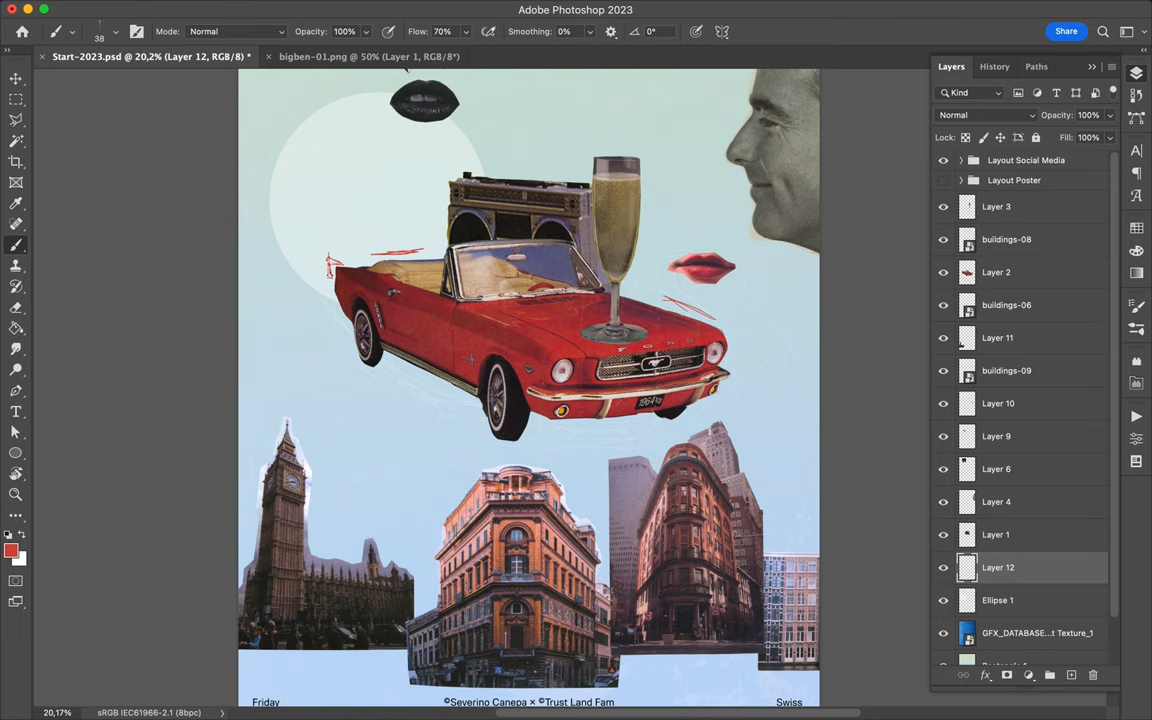 Adobe Photoshop 2023
38
Mode: Normal
Opacity: 100%
Flow: 70%
Smoothing: 0%
0°
Share
Start-2023.psd @ 20,2% (Layer 12, RGB/8) *
bigben-01.png @ 50% (Layer 1, RGB/8*)
Layers
History
Paths
Kind
Normal
Opacity: 100%
Lock:
Fill: 100%
Layout Social Media
Layout Poster
Layer 3
buildings-08
Layer 2
buildings-06
Layer 11
buildings-09
Layer 10
Layer 9
Layer 6
Layer 4
Layer 1
Layer 12
Ellipse 1
GFX_DATABASE...t Texture_1
FORD
1964½
Friday
©Severino Canepa × ©Trust Land Fam
Swiss
20,17%
sRGB IEC61966-2.1 (8bpc)